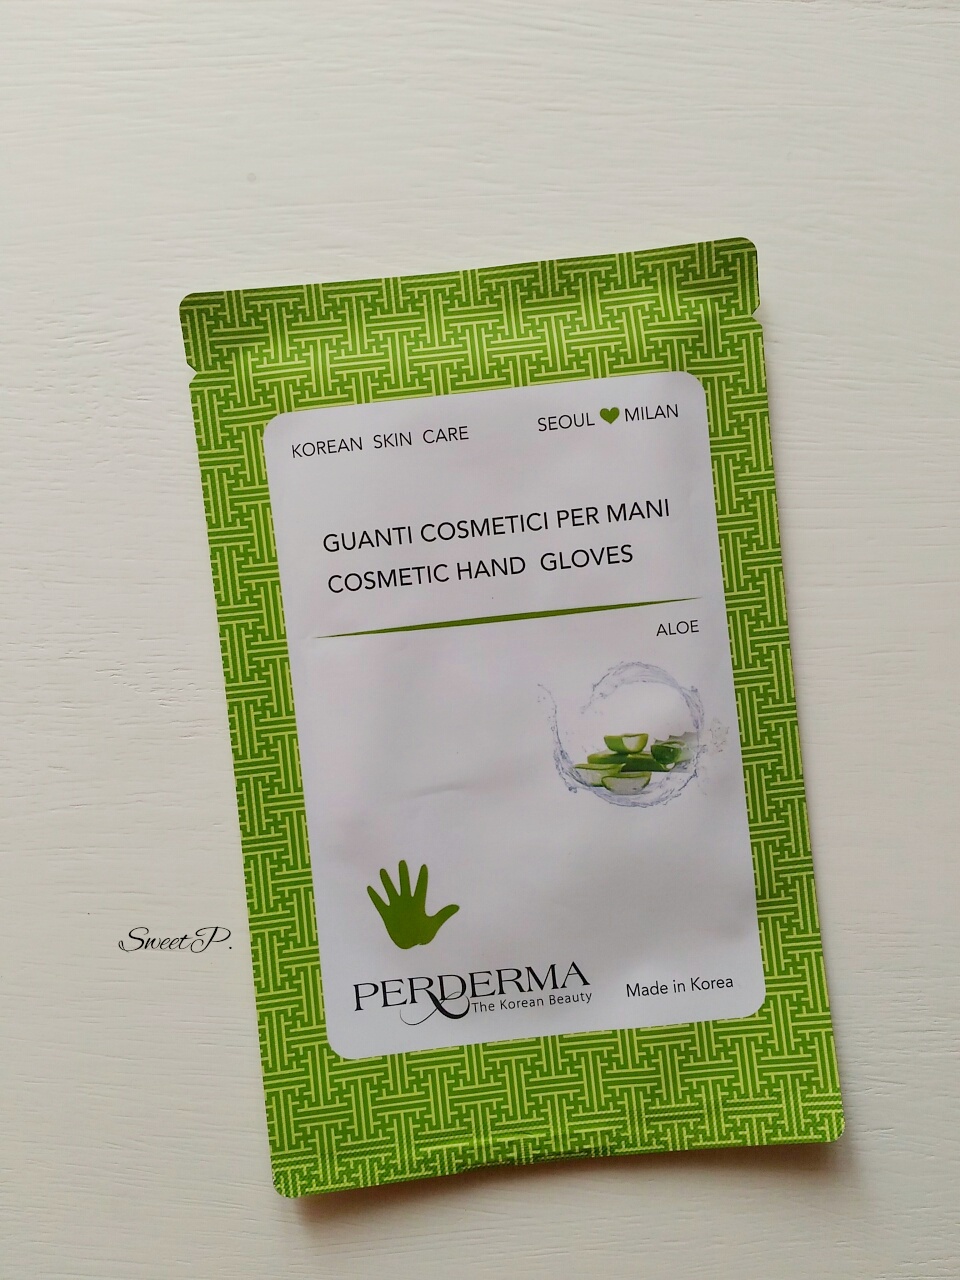 KOREAN SKIN CARE
SEOUL MILAN
GUANTI COSMETICI PER MANI
COSMETIC HAND GLOVES
ALOE
Sweet P.
PERDERMA
The Korean Beauty
Made in Korea